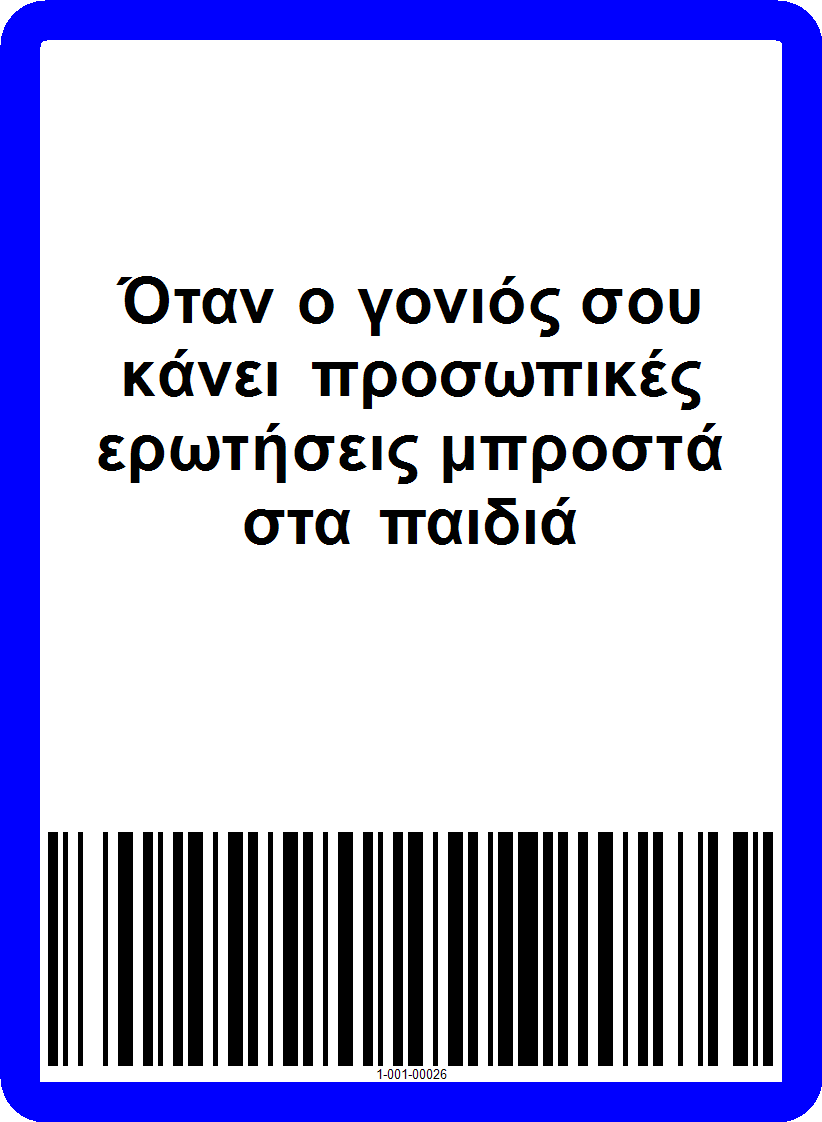 Όταν ο γονιός σου
κάνει προσωπικές
ερωτήσεις μπροστά
στα παιδιά
1-001-00026